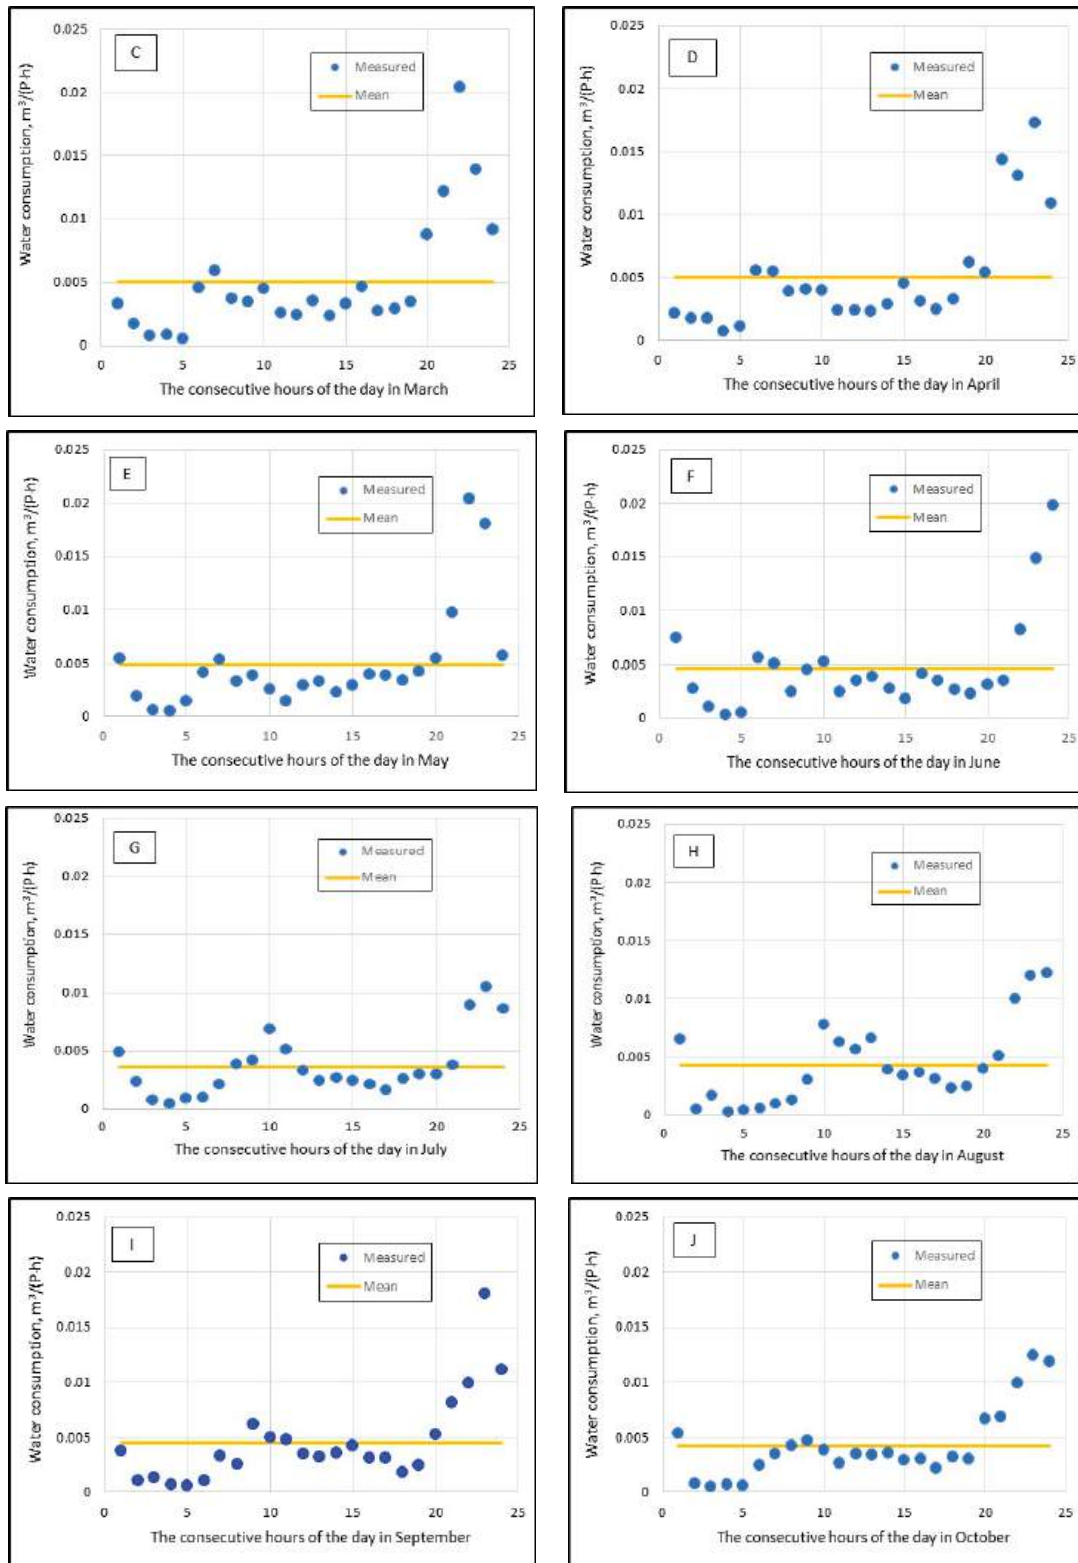 C
Measured
Mean
Water consumption, m³/(P·h)
0.025
0.02
0.015
0.01
0.005
0
0 5 10 15 20 25
The consecutive hours of the day in March
D
Measured
Mean
Water consumption, m³/(P·h)
0.025
0.02
0.015
0.01
0.005
0
0 5 10 15 20 25
The consecutive hours of the day in April
E
Measured
Mean
Water consumption, m³/(P·h)
0.025
0.02
0.015
0.01
0.005
0
0 5 10 15 20 25
The consecutive hours of the day in May
F
Measured
Mean
Water consumption, m³/(P·h)
0.025
0.02
0.015
0.01
0.005
0
0 5 10 15 20 25
The consecutive hours of the day in June
G
Measured
Mean
Water consumption, m³/(P·h)
0.025
0.02
0.015
0.01
0.005
0
0 5 10 15 20 25
The consecutive hours of the day in July
H
Measured
Mean
Water consumption, m³/(P·h)
0.025
0.02
0.015
0.01
0.005
0
0 5 10 15 20 25
The consecutive hours of the day in August
I
Measured
Mean
Water consumption, m³/(P·h)
0.025
0.02
0.015
0.01
0.005
0
0 5 10 15 20 25
The consecutive hours of the day in September
J
Measured
Mean
Water consumption, m³/(P·h)
0.025
0.02
0.015
0.01
0.005
0
0 5 10 15 20 25
The consecutive hours of the day in October